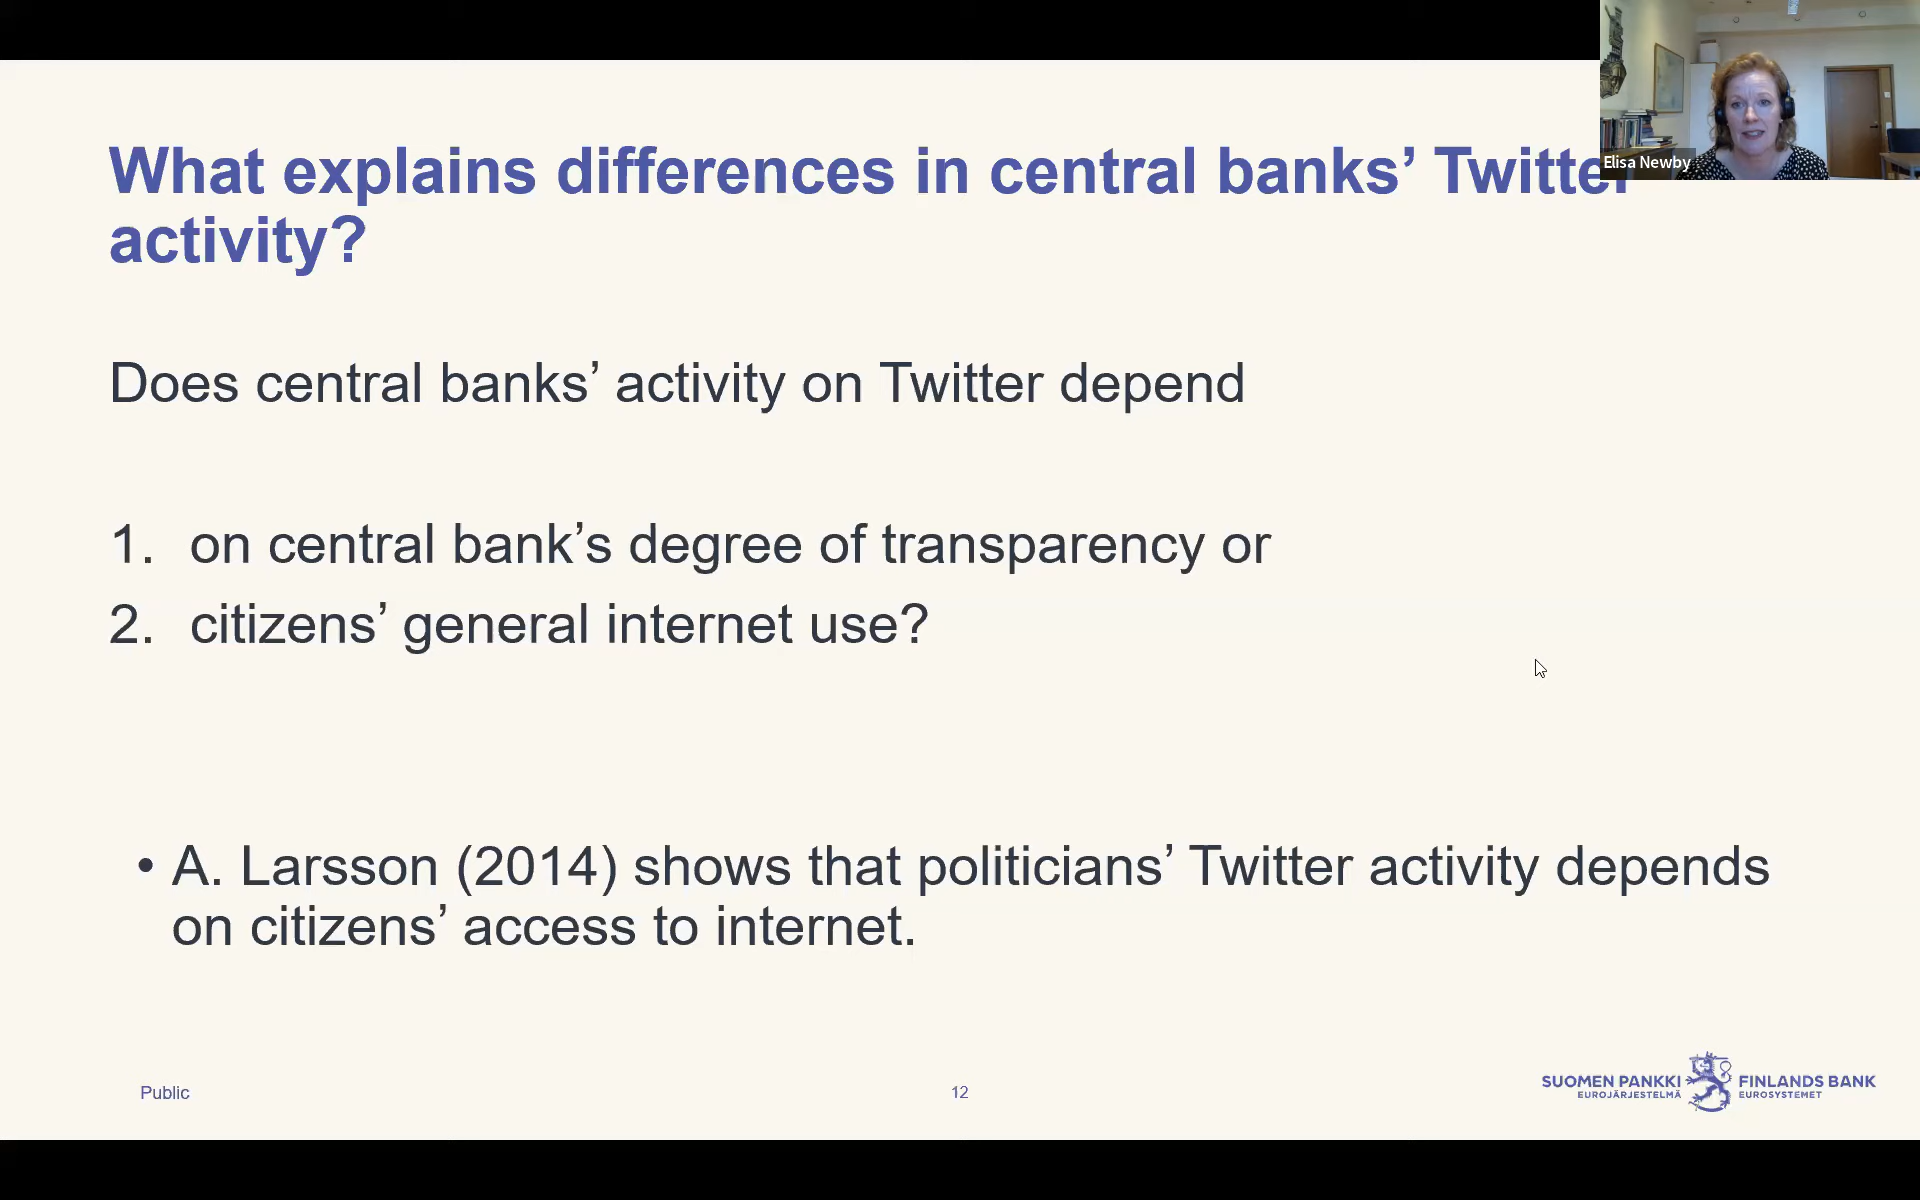 What explains differences in central banks’ Twitter
activity?
Elisa Newby
Does central banks’ activity on Twitter depend
1. on central bank’s degree of transparency or
2. citizens’ general internet use?
• A. Larsson (2014) shows that politicians’ Twitter activity depends
on citizens’ access to internet.
Public
12
SUOMEN PANKKI
EUROJÄRJESTELMÄ
FINLANDS BANK
EUROSYSTEMET